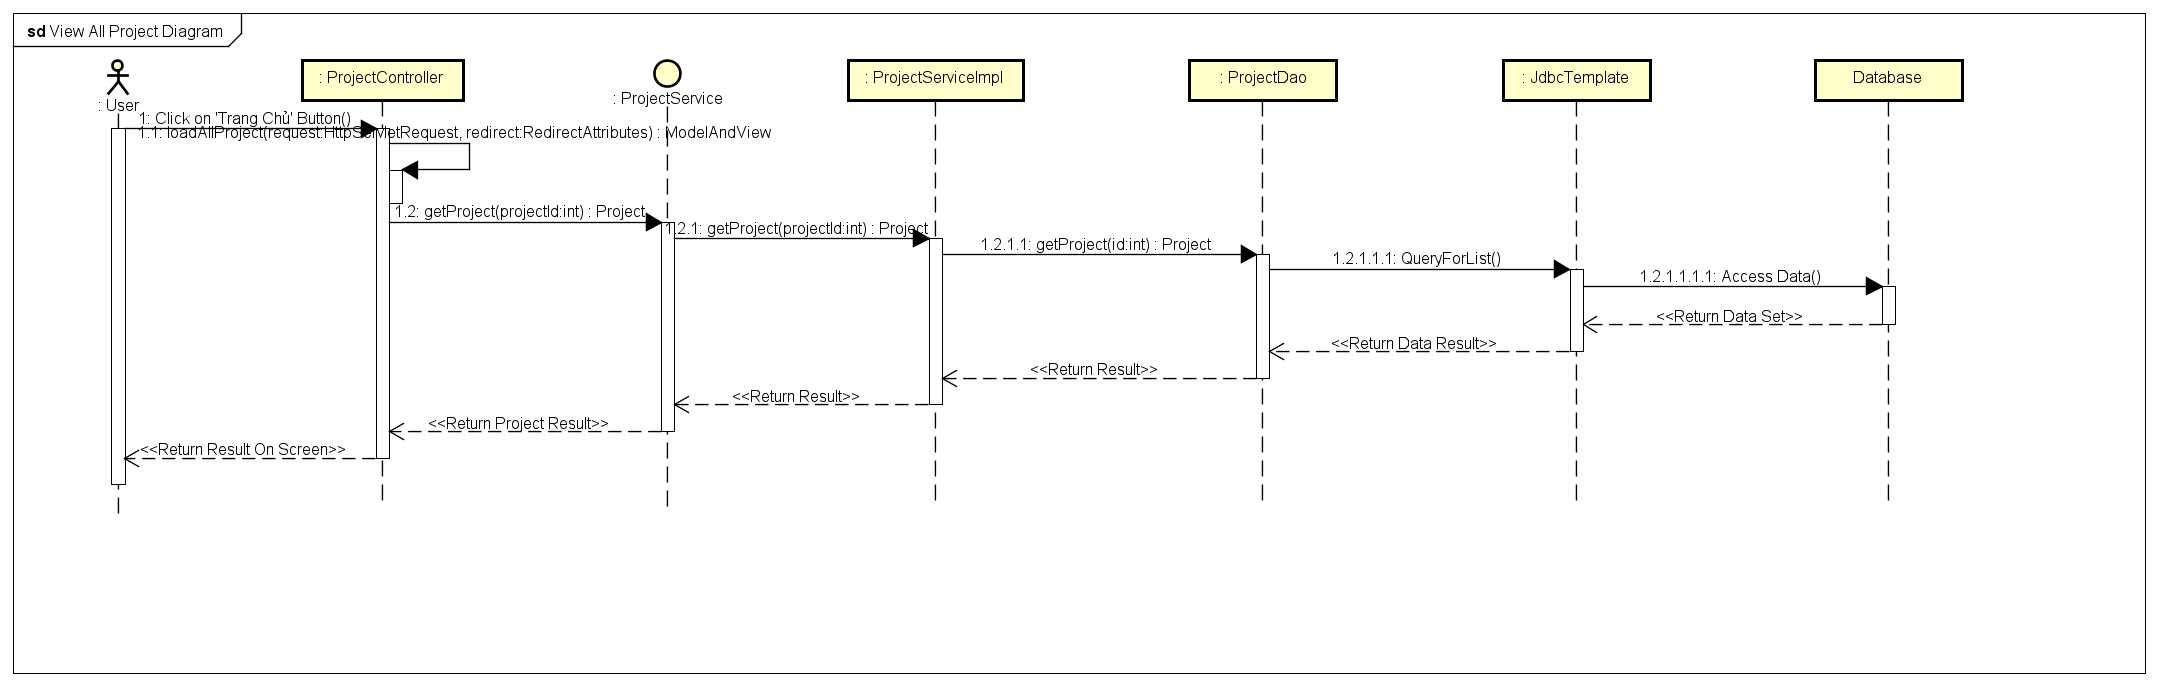 sd View All Project Diagram
: User
: ProjectController
: ProjectService
: ProjectServiceImpl
: ProjectDao
: JdbcTemplate
Database
1: Click on 'Trang Chủ' Button()
1.1: loadAllProject(request:HttpServletRequest, redirect:RedirectAttributes) : ModelAndView
1.2: getProject(projectId:int) : Project
1.2.1: getProject(projectId:int) : Project
1.2.1.1: getProject(id:int) : Project
1.2.1.1.1: QueryForList()
1.2.1.1.1.1: Access Data()
<<Return Data Set>>
<<Return Data Result>>
<<Return Result>>
<<Return Result>>
<<Return Project Result>>
<<Return Result On Screen>>